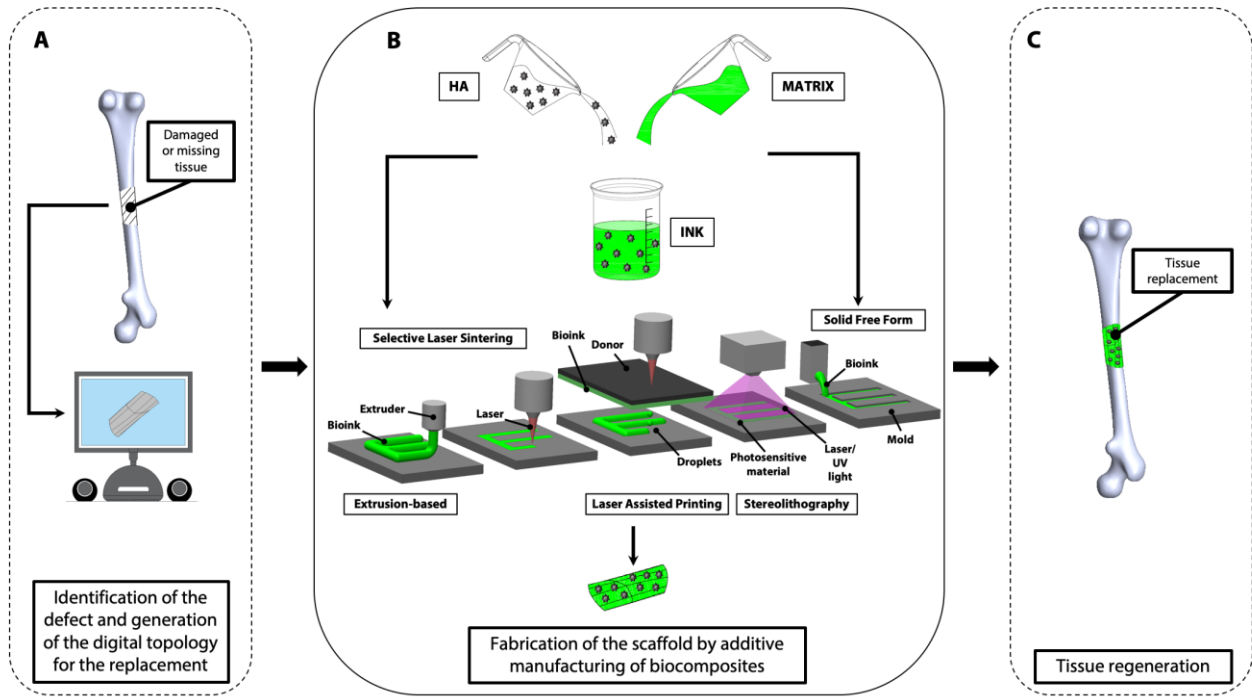 A
Damaged
or missing
tissue
Identification of the
defect and generation
of the digital topology
for the replacement
B
HA
MATRIX
INK
Selective Laser Sintering
Solid Free Form
Bioink
Extruder
Laser
Bioink
Donor
Droplets
Photosensitive
material
Laser/
UV
light
Bioink
Mold
Extrusion-based
Laser Assisted Printing
Stereolithography
Fabrication of the scaffold by additive
manufacturing of biocomposites
C
Tissue
replacement
Tissue regeneration